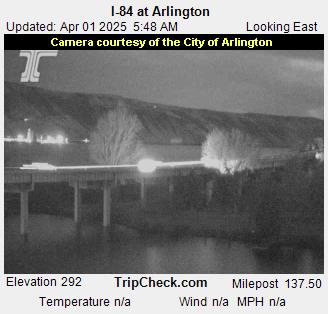 I-84 at Arlington
Updated: Apr 01 2025 5:48 AM Looking East
Camera courtesy of the City of Arlington
Elevation 292 TripCheck.com Milepost 137.50
Temperature n/a Wind n/a MPH n/a